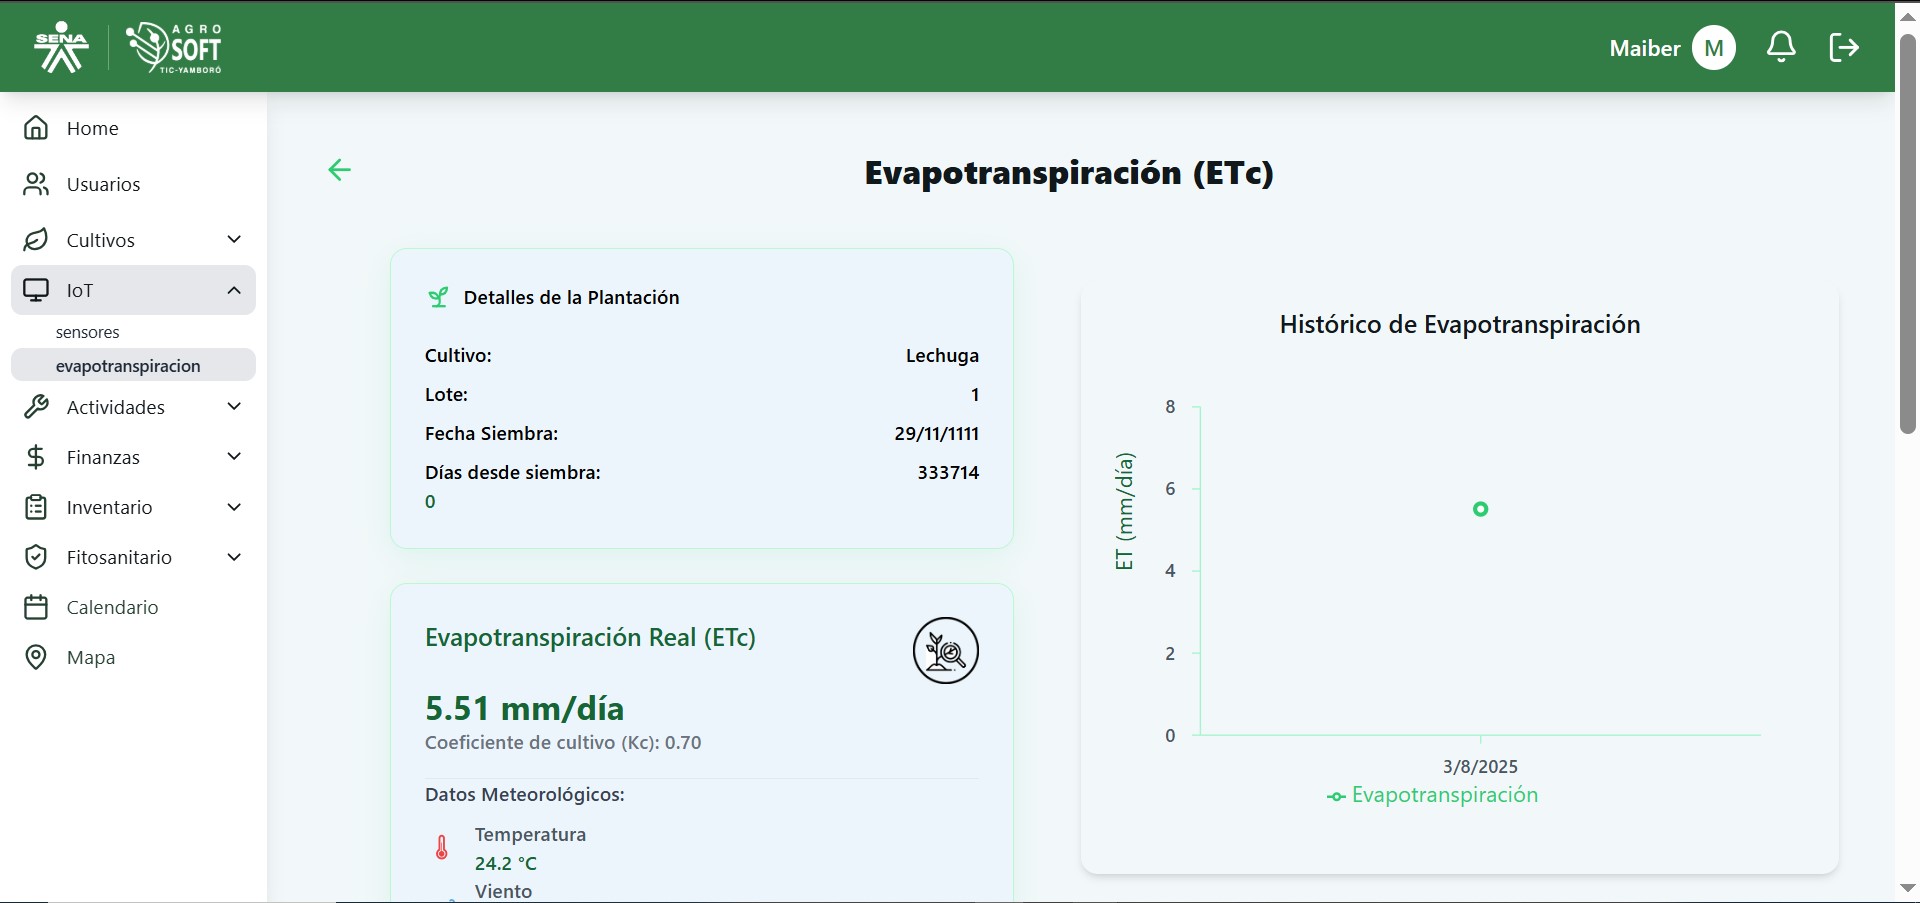 SENA
AGRO
SOFT
TIC-YAMBORÓ
Maiber M
Home
Usuarios
Cultivos
IoT
sensores
evapotranspiracion
Actividades
Finanzas
Inventario
Fitosanitario
Calendario
Mapa
Evapotranspiración (ETc)
Detalles de la Plantación
Cultivo: Lechuga
Lote: 1
Fecha Siembra: 29/11/1111
Días desde siembra: 333714
0
Evapotranspiración Real (ETc)
5.51 mm/día
Coeficiente de cultivo (Kc): 0.70
Datos Meteorológicos:
Temperatura
24.2 °C
Viento
Histórico de Evapotranspiración
8
6
4
2
0
ET (mm/día)
3/8/2025
Evapotranspiración